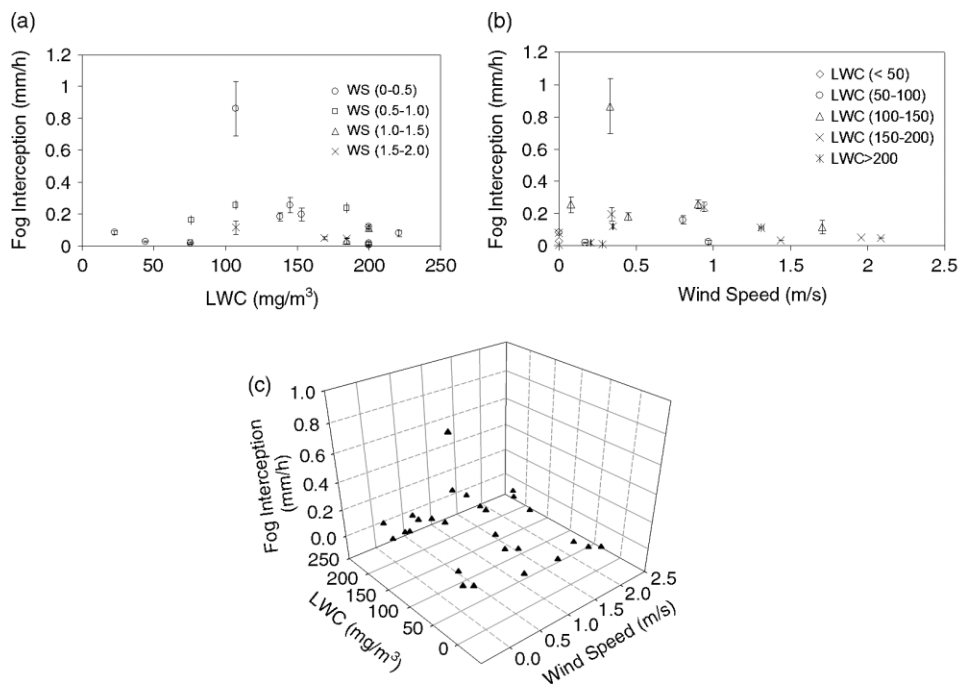 (a)
Fog Interception (mm/h)
1.2
1
0.8
0.6
0.4
0.2
0
0 50 100 150 200 250
LWC (mg/m³)
WS (0-0.5)
WS (0.5-1.0)
WS (1.0-1.5)
WS (1.5-2.0)
(b)
Fog Interception (mm/h)
1.2
1
0.8
0.6
0.4
0.2
0
0 0.5 1 1.5 2 2.5
Wind Speed (m/s)
LWC (< 50)
LWC (50-100)
LWC (100-150)
LWC (150-200)
LWC>200
(c)
Fog Interception
(mm/h)
1.0
0.8
0.6
0.4
0.2
0.0
250
200
150
100
50
0
LWC (mg/m³)
0.0
0.5
1.0
1.5
2.0
2.5
Wind Speed (m/s)